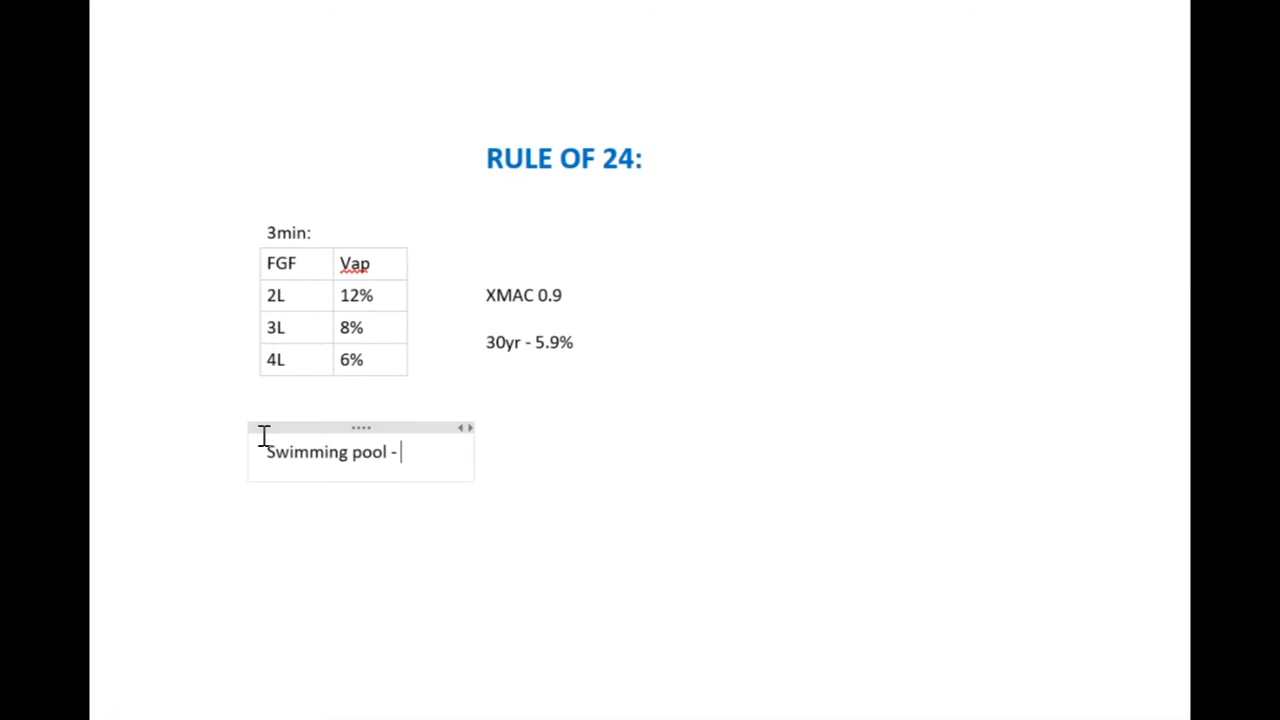 RULE OF 24:
3min:
FGF Vap
2L 12%
3L 8%
4L 6%
XMAC 0.9
30yr - 5.9%
Swimming pool -